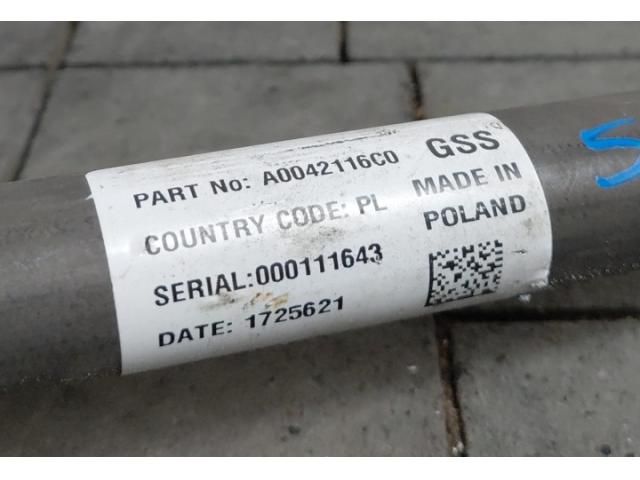 PART No: A0042116C0
COUNTRY CODE: PL
SERIAL:000111643
DATE: 1725621
GSS
MADE IN
POLAND
S